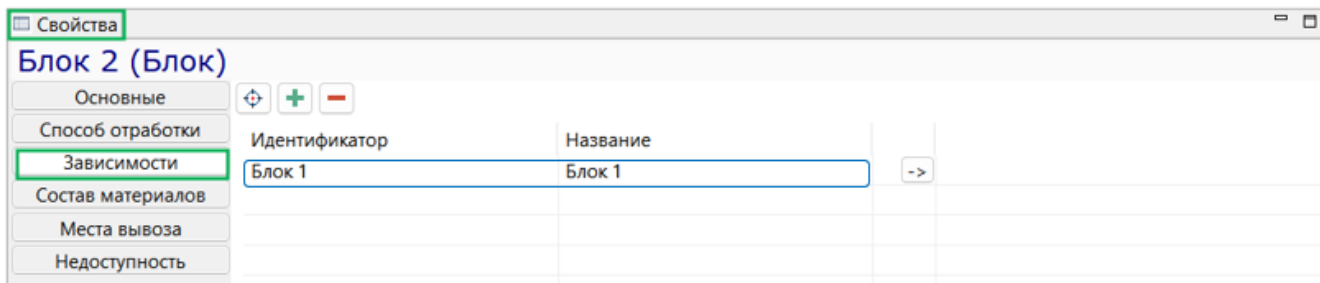 Свойства
Блок 2 (Блок)
Основные
Способ отработки
Зависимости
Состав материалов
Места вывоза
Недоступность
Идентификатор Название
Блок 1 Блок 1 ->